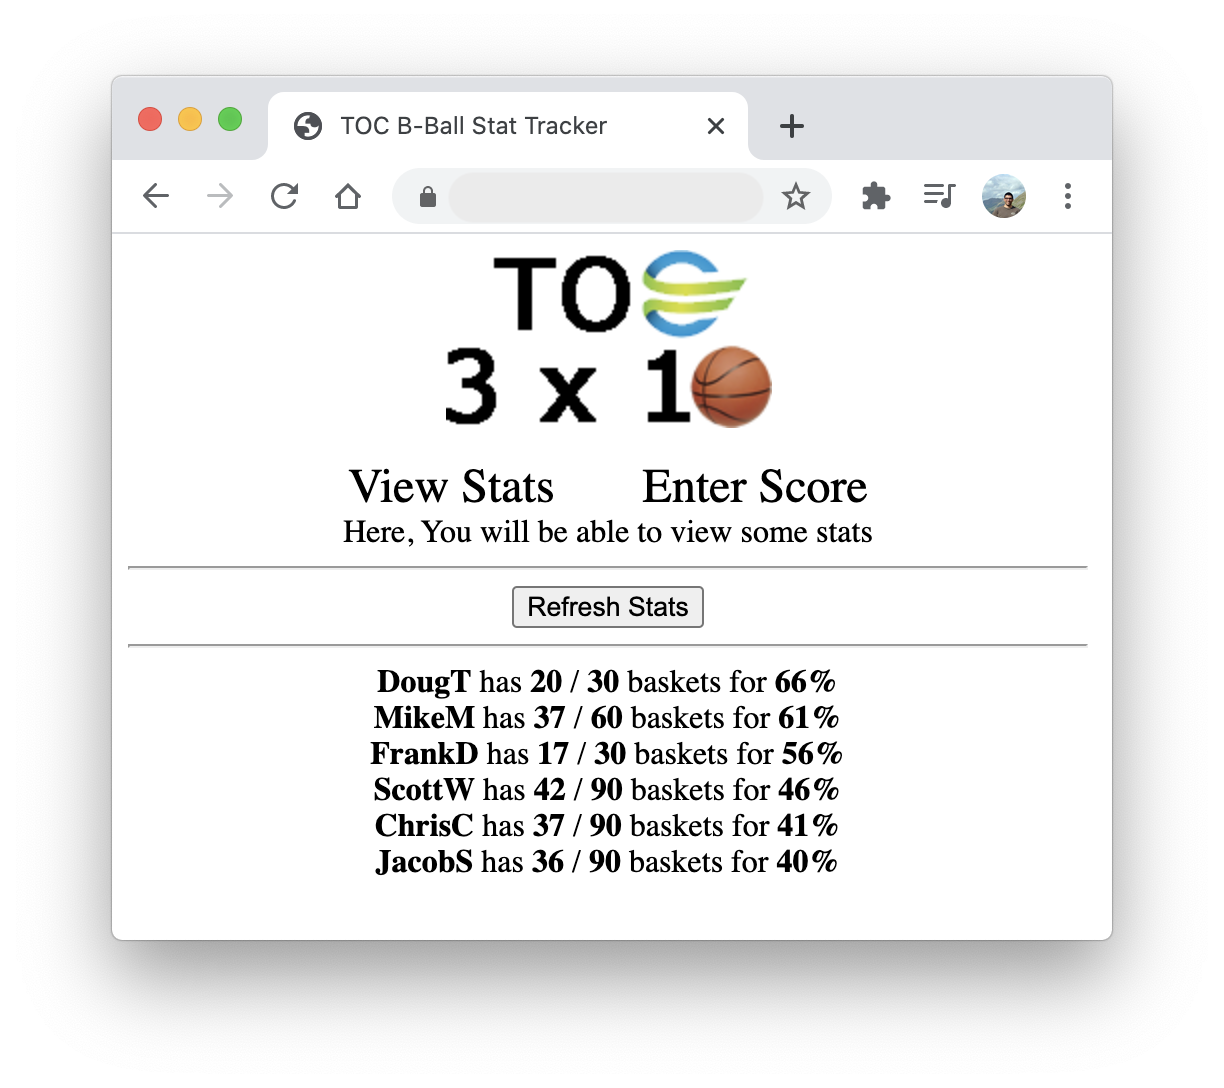 TOC B-Ball Stat Tracker
TOC
3 x 10
View Stats Enter Score
Here, You will be able to view some stats
Refresh Stats
DougT has 20 / 30 baskets for 66%
MikeM has 37 / 60 baskets for 61%
FrankD has 17 / 30 baskets for 56%
ScottW has 42 / 90 baskets for 46%
ChrisC has 37 / 90 baskets for 41%
JacobS has 36 / 90 baskets for 40%